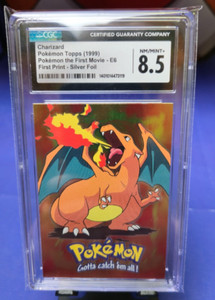 CGC
CERTIFIED GUARANTY COMPANY
Charizard
Pokémon Topps (1999)
Pokémon the First Movie - E6
First Print - Silver Foil
NM/MINT+
8.5
POKéMON
Gotta catch 'em all!